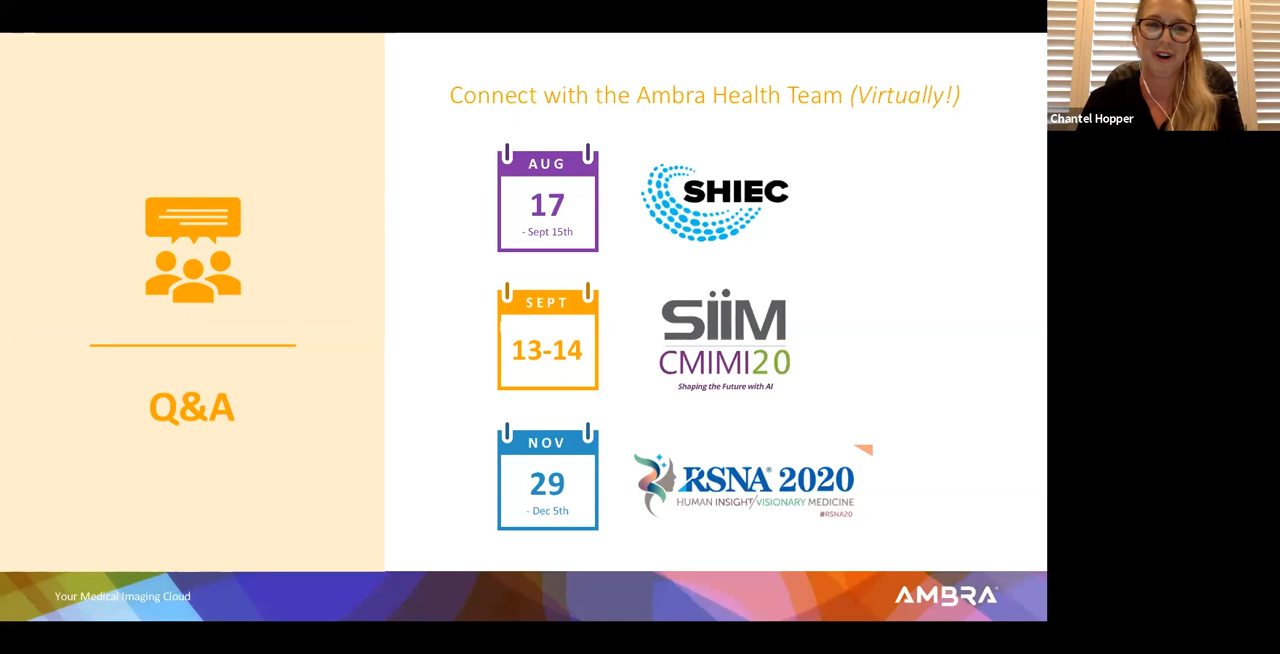 Connect with the Ambra Health Team (Virtually!)
Chantel Hopper
AUG
17
- Sept 15th
SHIEC
SEPT
13-14
SiiM
CMIMI20
Shaping the Future with AI
Q&A
NOV
29
- Dec 5th
RSNA® 2020
HUMAN INSIGHT/VISIONARY MEDICINE
#RSNA20
Your Medical Imaging Cloud
AMBRA